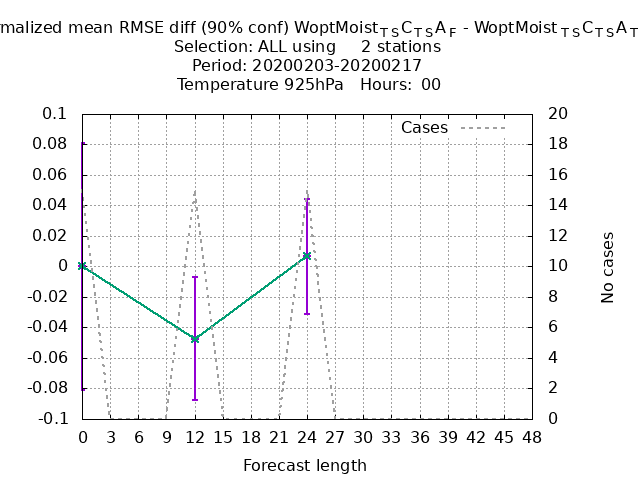 rmalized mean RMSE diff (90% conf) WoptMoist_TSC_TSA_F - WoptMoist_TSC_TSA_T
Selection: ALL using 2 stations
Period: 20200203-20200217
Temperature 925hPa Hours: 00
Cases
0.1
0.08
0.06
0.04
0.02
0
-0.02
-0.04
-0.06
-0.08
-0.1
20
18
16
14
12
10
8
6
4
2
0
No cases
0 3 6 9 12 15 18 21 24 27 30 33 36 39 42 45 48
Forecast length